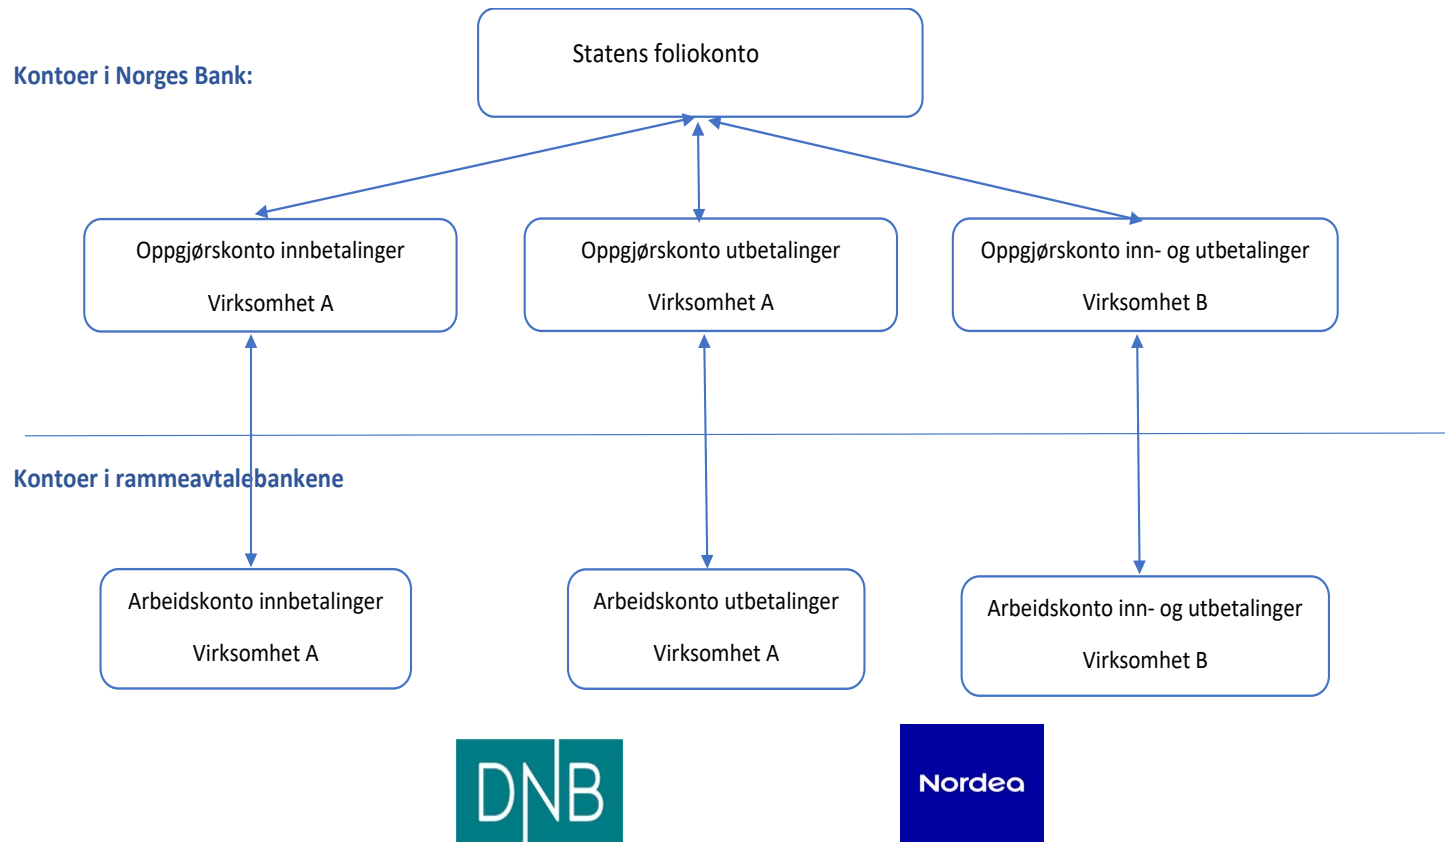 Statens foliokonto
Kontoer i Norges Bank:
Oppgjørskonto innbetalinger
Virksomhet A
Oppgjørskonto utbetalinger
Virksomhet A
Oppgjørskonto inn- og utbetalinger
Virksomhet B
Kontoer i rammeavtalebankene
Arbeidskonto innbetalinger
Virksomhet A
Arbeidskonto utbetalinger
Virksomhet A
Arbeidskonto inn- og utbetalinger
Virksomhet B
DNB
Nordea